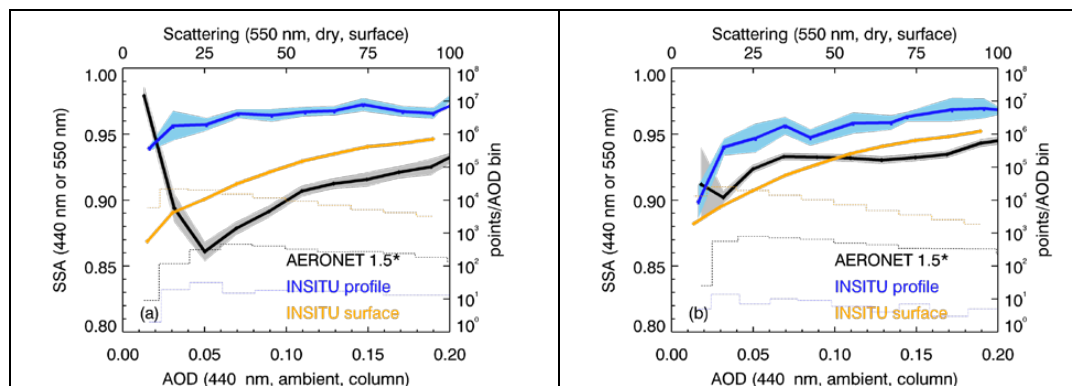 Scattering (550 nm, dry, surface)
0 25 50 75 100
SSA (440 nm or 550 nm)
1.00
0.95
0.90
0.85
0.80
10⁸
10⁷
10⁶
10⁵
10⁴
10³
10²
10¹
10⁰
points/AOD bin
AERONET 1.5*
INSITU profile
(a) INSITU surface
0.00 0.05 0.10 0.15 0.20
AOD (440 nm, ambient, column)
Scattering (550 nm, dry, surface)
0 25 50 75 100
SSA (440 nm or 550 nm)
1.00
0.95
0.90
0.85
0.80
10⁸
10⁷
10⁶
10⁵
10⁴
10³
10²
10¹
10⁰
points/AOD bin
AERONET 1.5*
INSITU profile
(b) INSITU surface
0.00 0.05 0.10 0.15 0.20
AOD (440 nm, ambient, column)